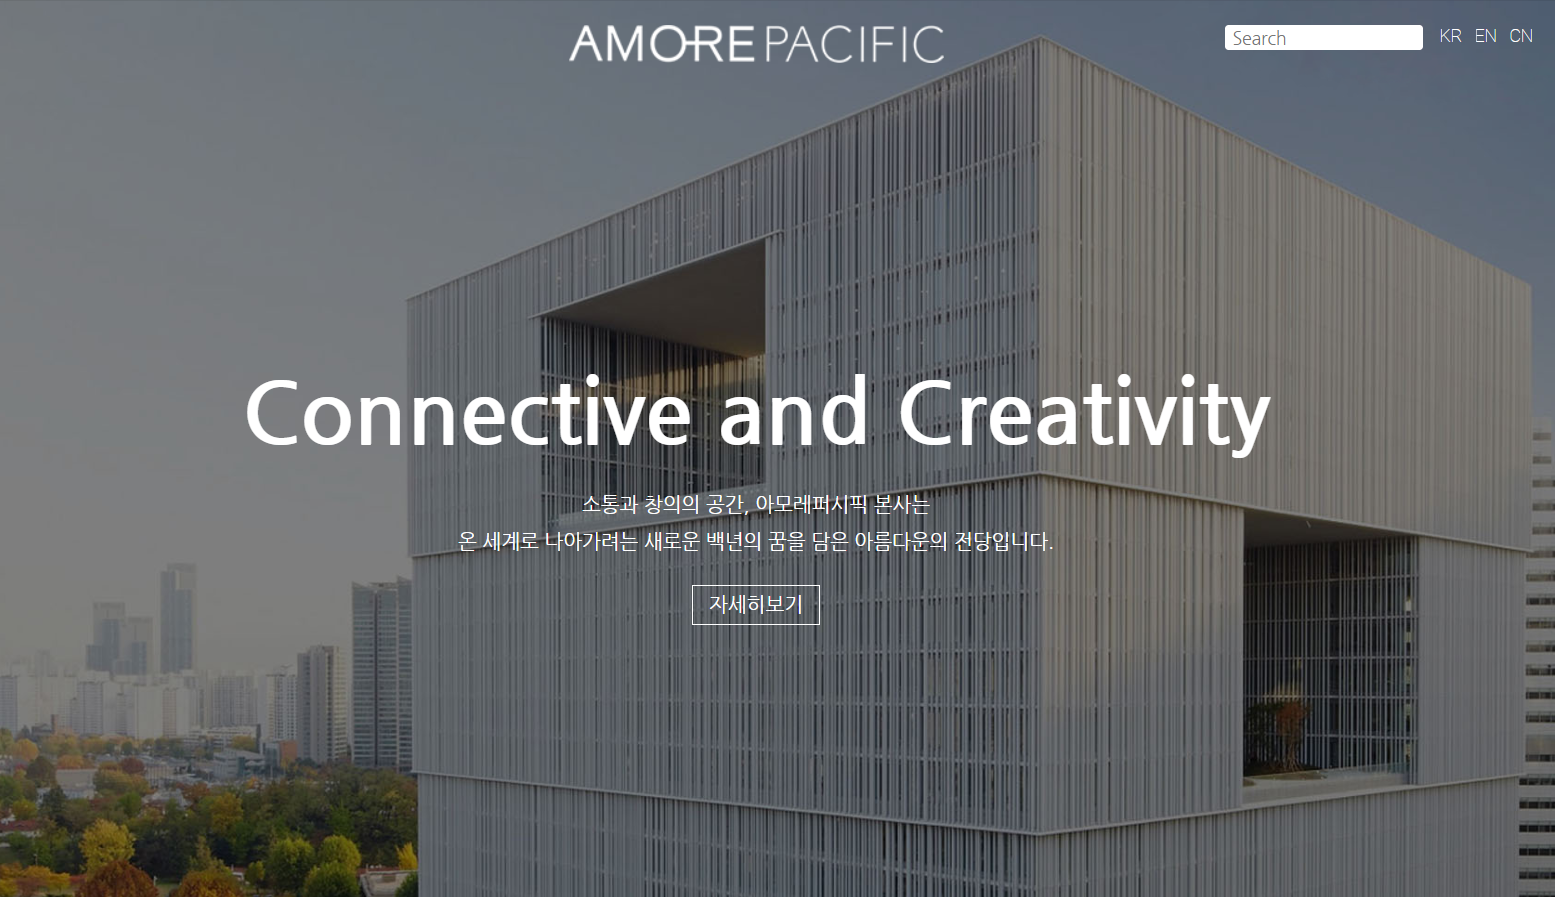 AMOREPACIFIC
Search
KR EN CN
Connective and Creativity
소통과 창의의 공간, 아모레퍼시픽 본사는
온 세계로 나아가려는 새로운 백년의 꿈을 담은 아름다운의 전당입니다.
자세히보기